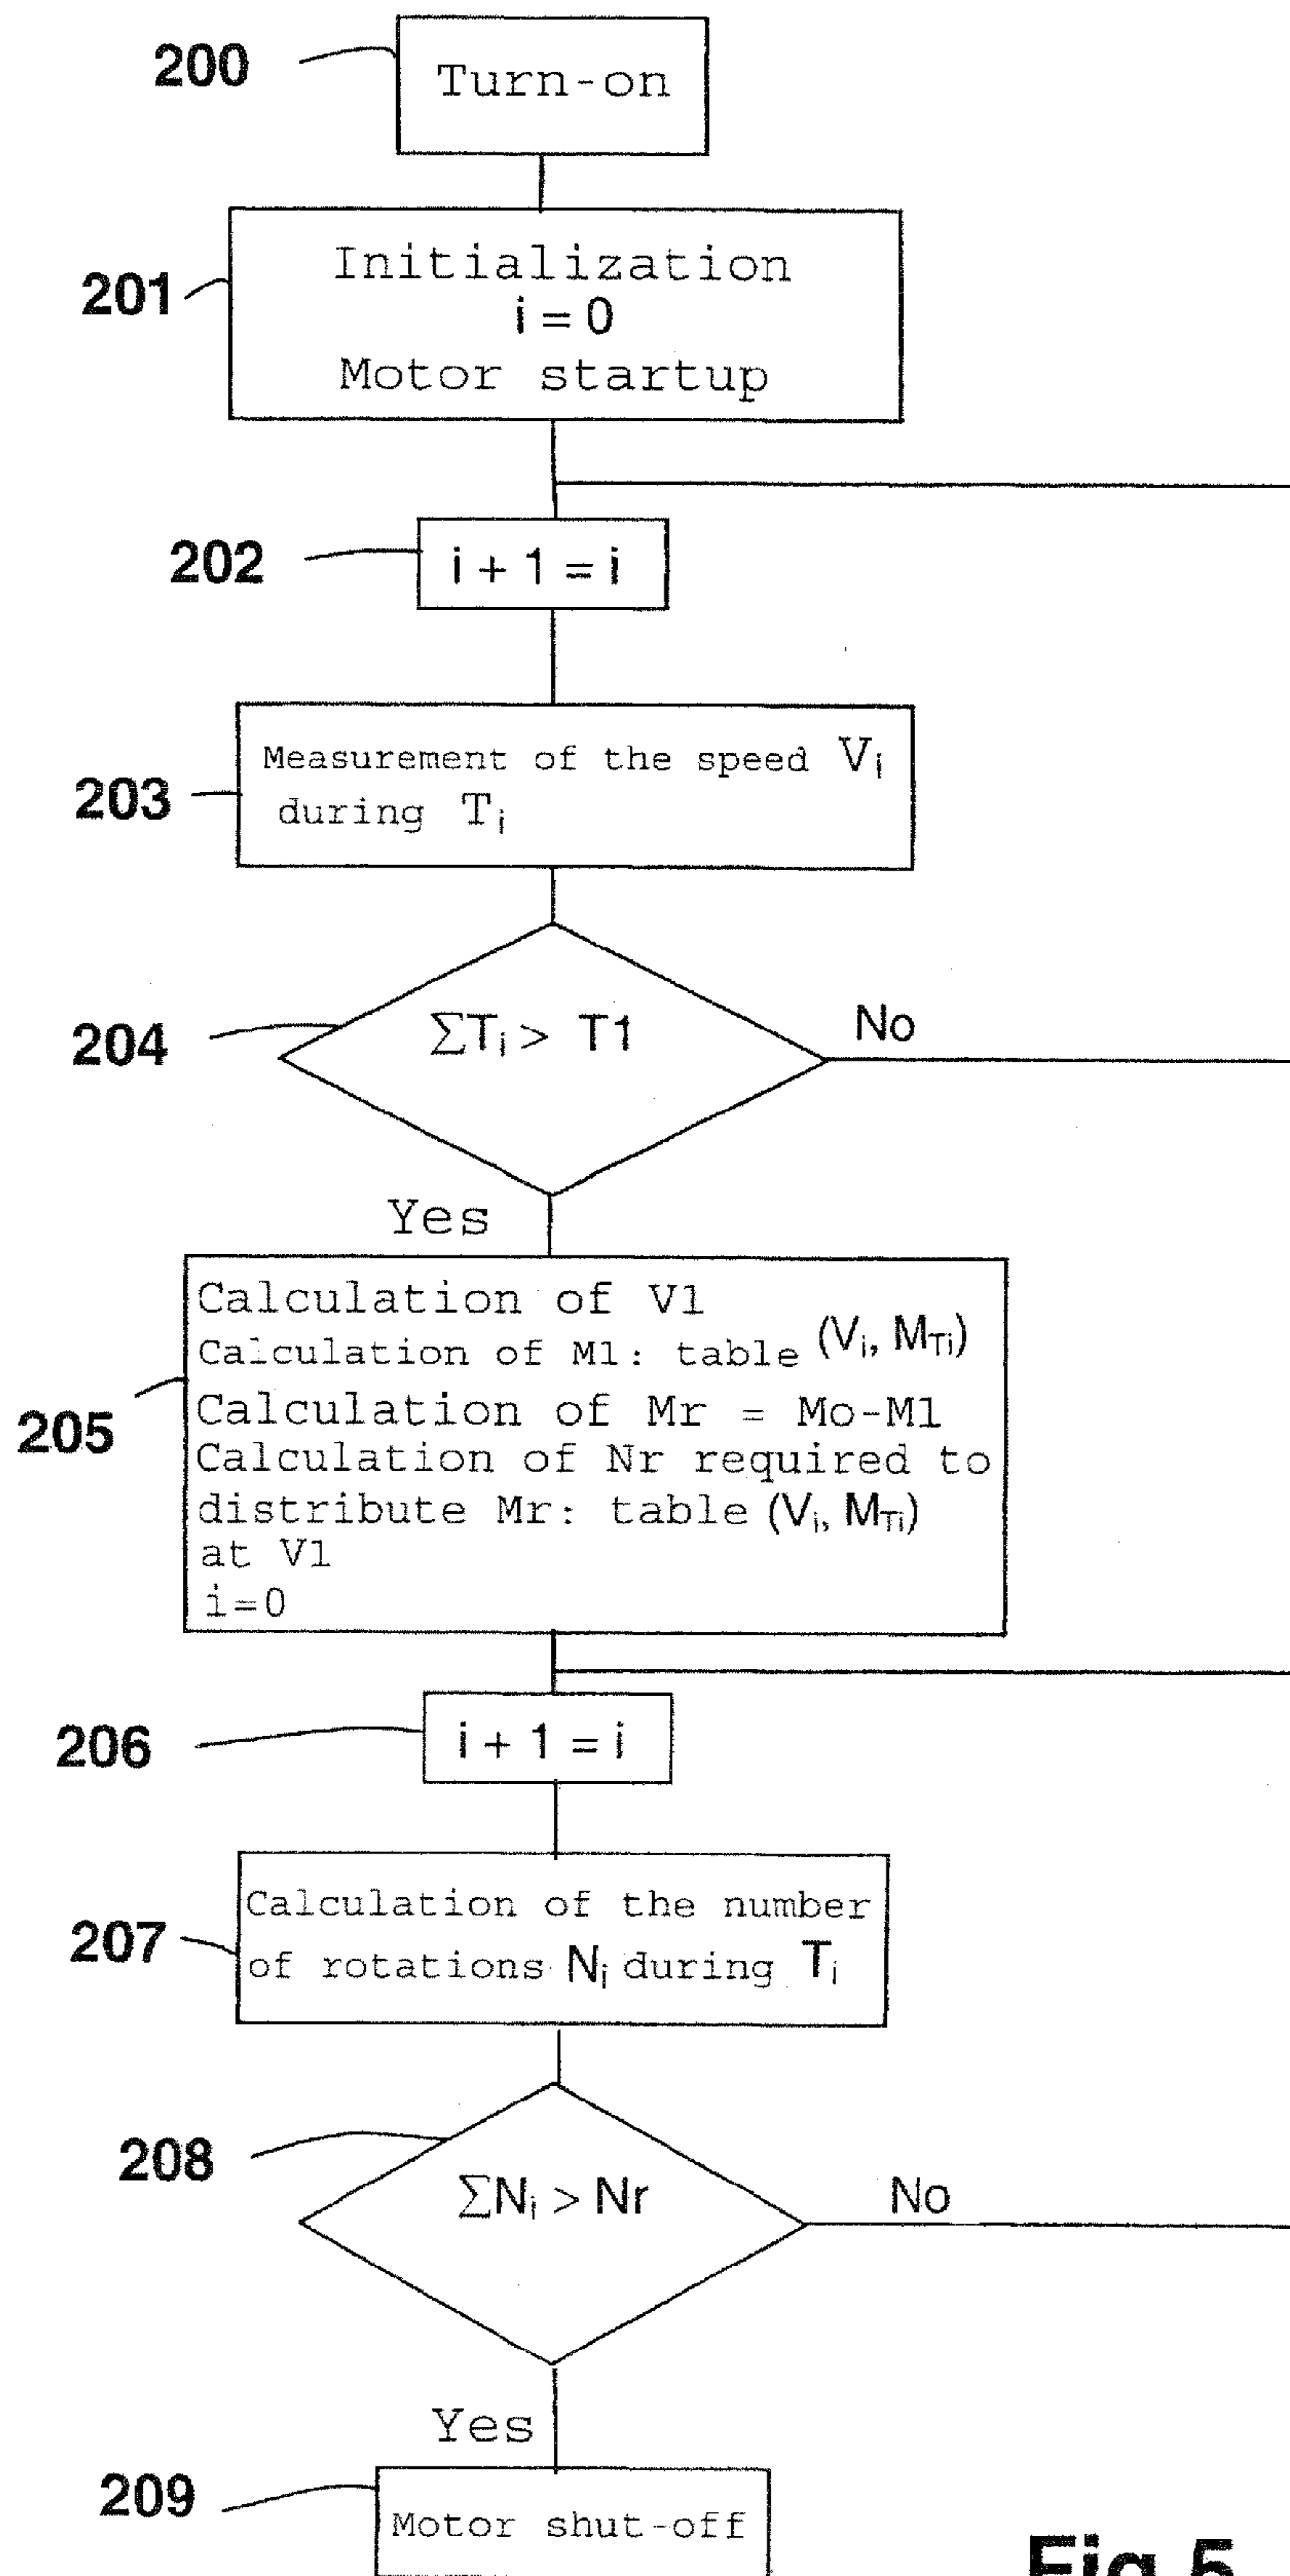 200
Turn-on
201
Initialization
i = 0
Motor startup
202
i + 1 = i
203
Measurement of the speed Vi
during Ti
204
ΣTi > T1
No
Yes
205
Calculation of V1
Calculation of M1: table (Vi, MTi)
Calculation of Mr = Mo-M1
Calculation of Nr required to
distribute Mr: table (Vi, MTi)
at V1
i=0
206
i + 1 = i
207
Calculation of the number
of rotations Ni during Ti
208
ΣNi > Nr
No
Yes
209
Motor shut-off
Fig 5